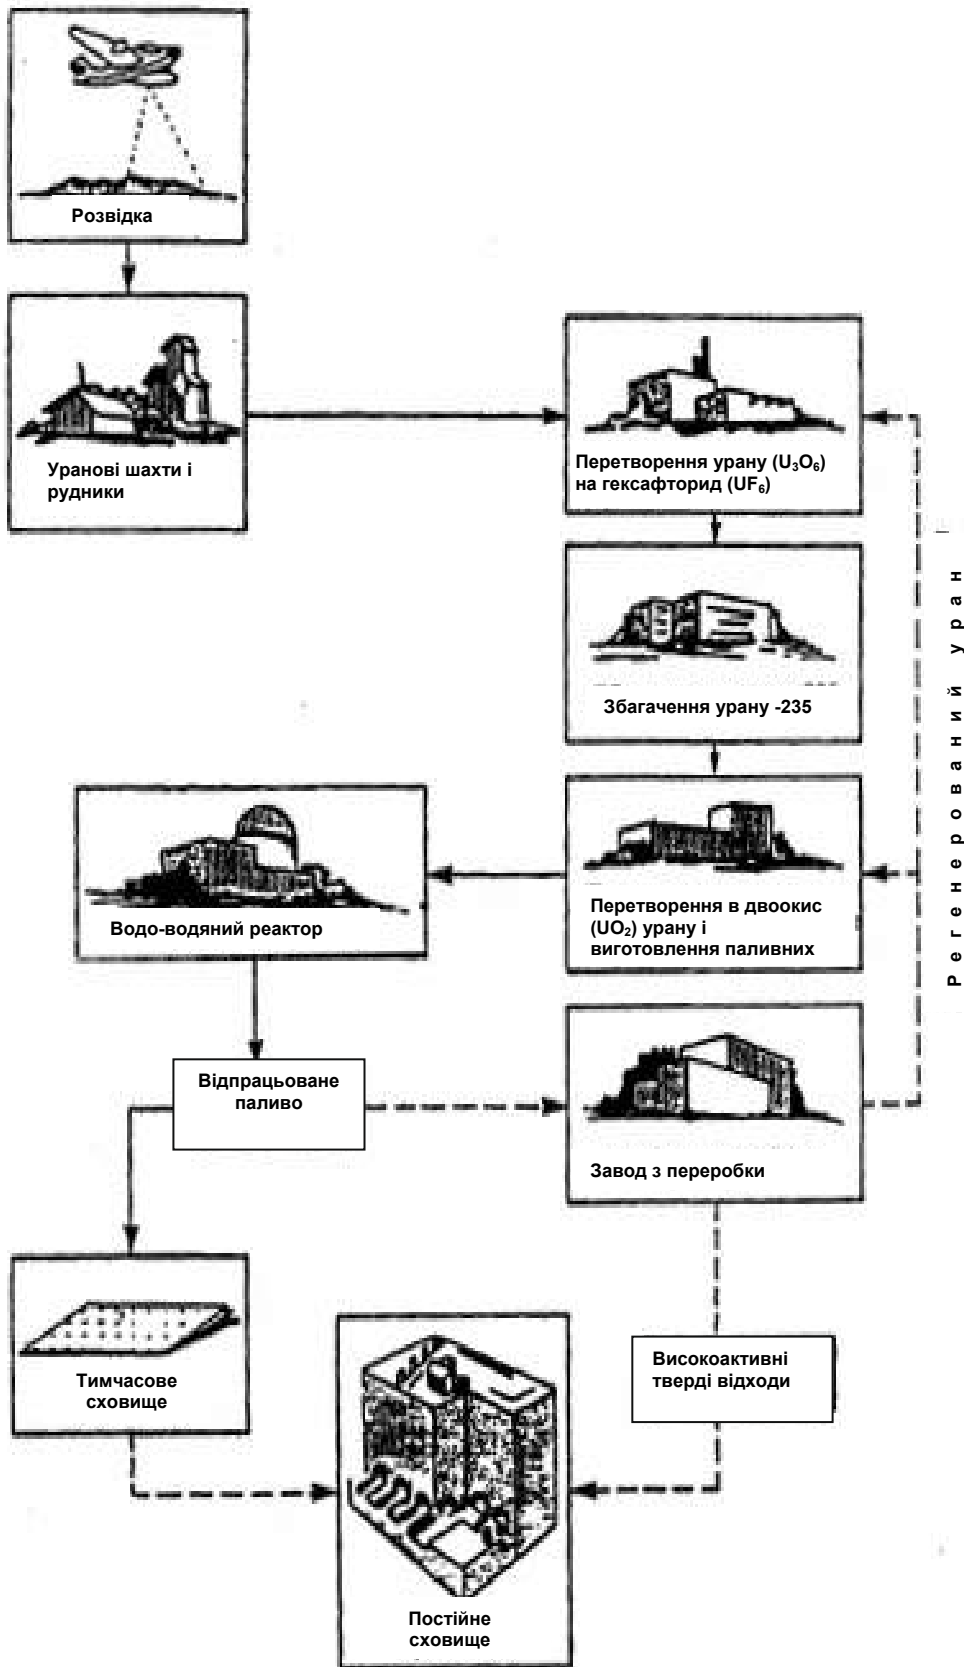 Розвідка
Уранові шахти і
рудники
Перетворення урану (U₃O₆)
на гексафторид (UF₆)
Збагачення урану -235
Перетворення в двоокис
(UO₂) урану і
виготовлення паливних
Водо-водяний реактор
Регенерований уран
Відпрацьоване
паливо
Завод з переробки
Тимчасове
сховище
Високоактивні
тверді відходи
Постійне
сховище